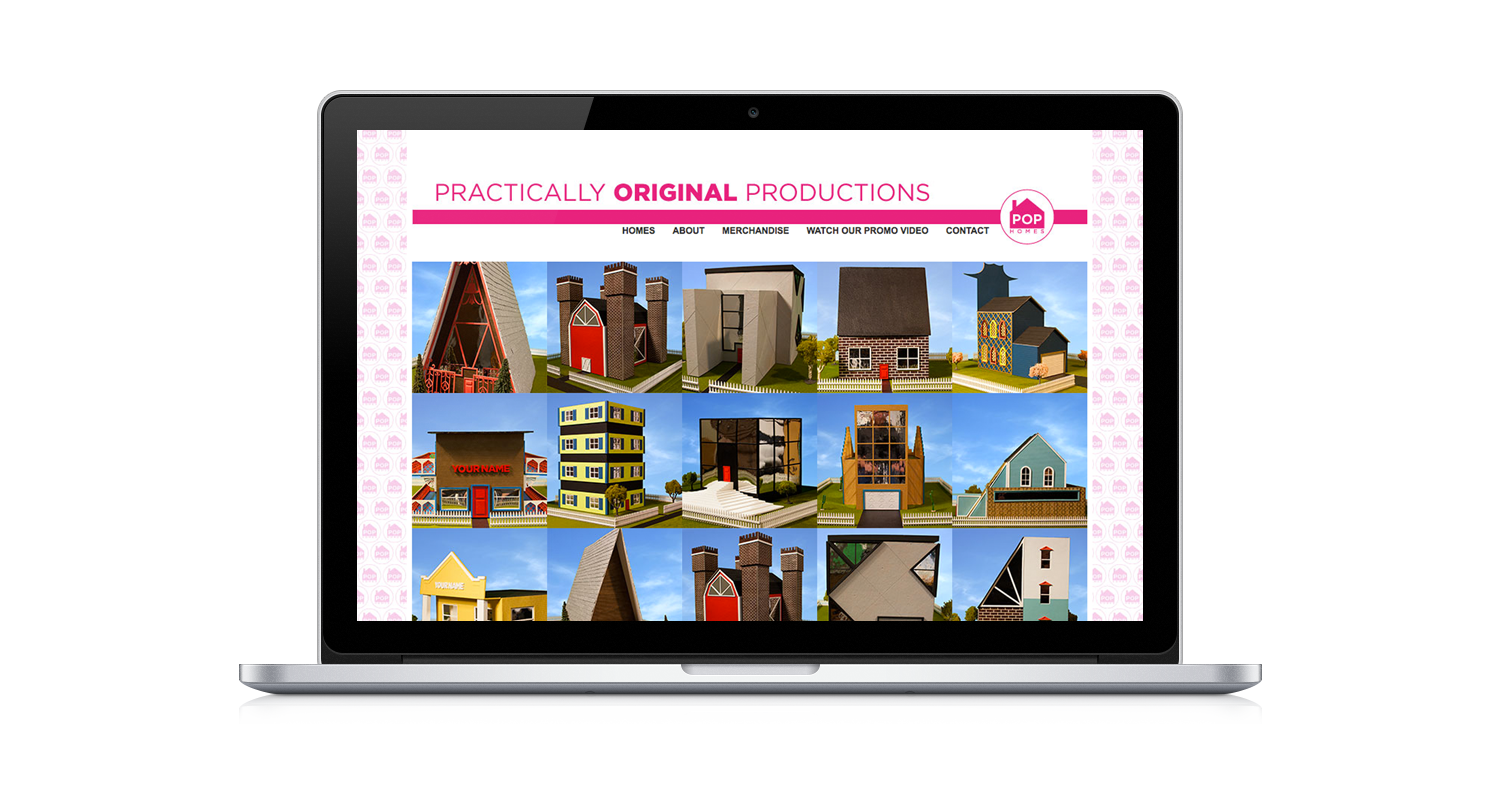 PRACTICALLY ORIGINAL PRODUCTIONS
POP
HOMES
HOMES ABOUT MERCHANDISE WATCH OUR PROMO VIDEO CONTACT
YOUR NAME
YOUR NAME